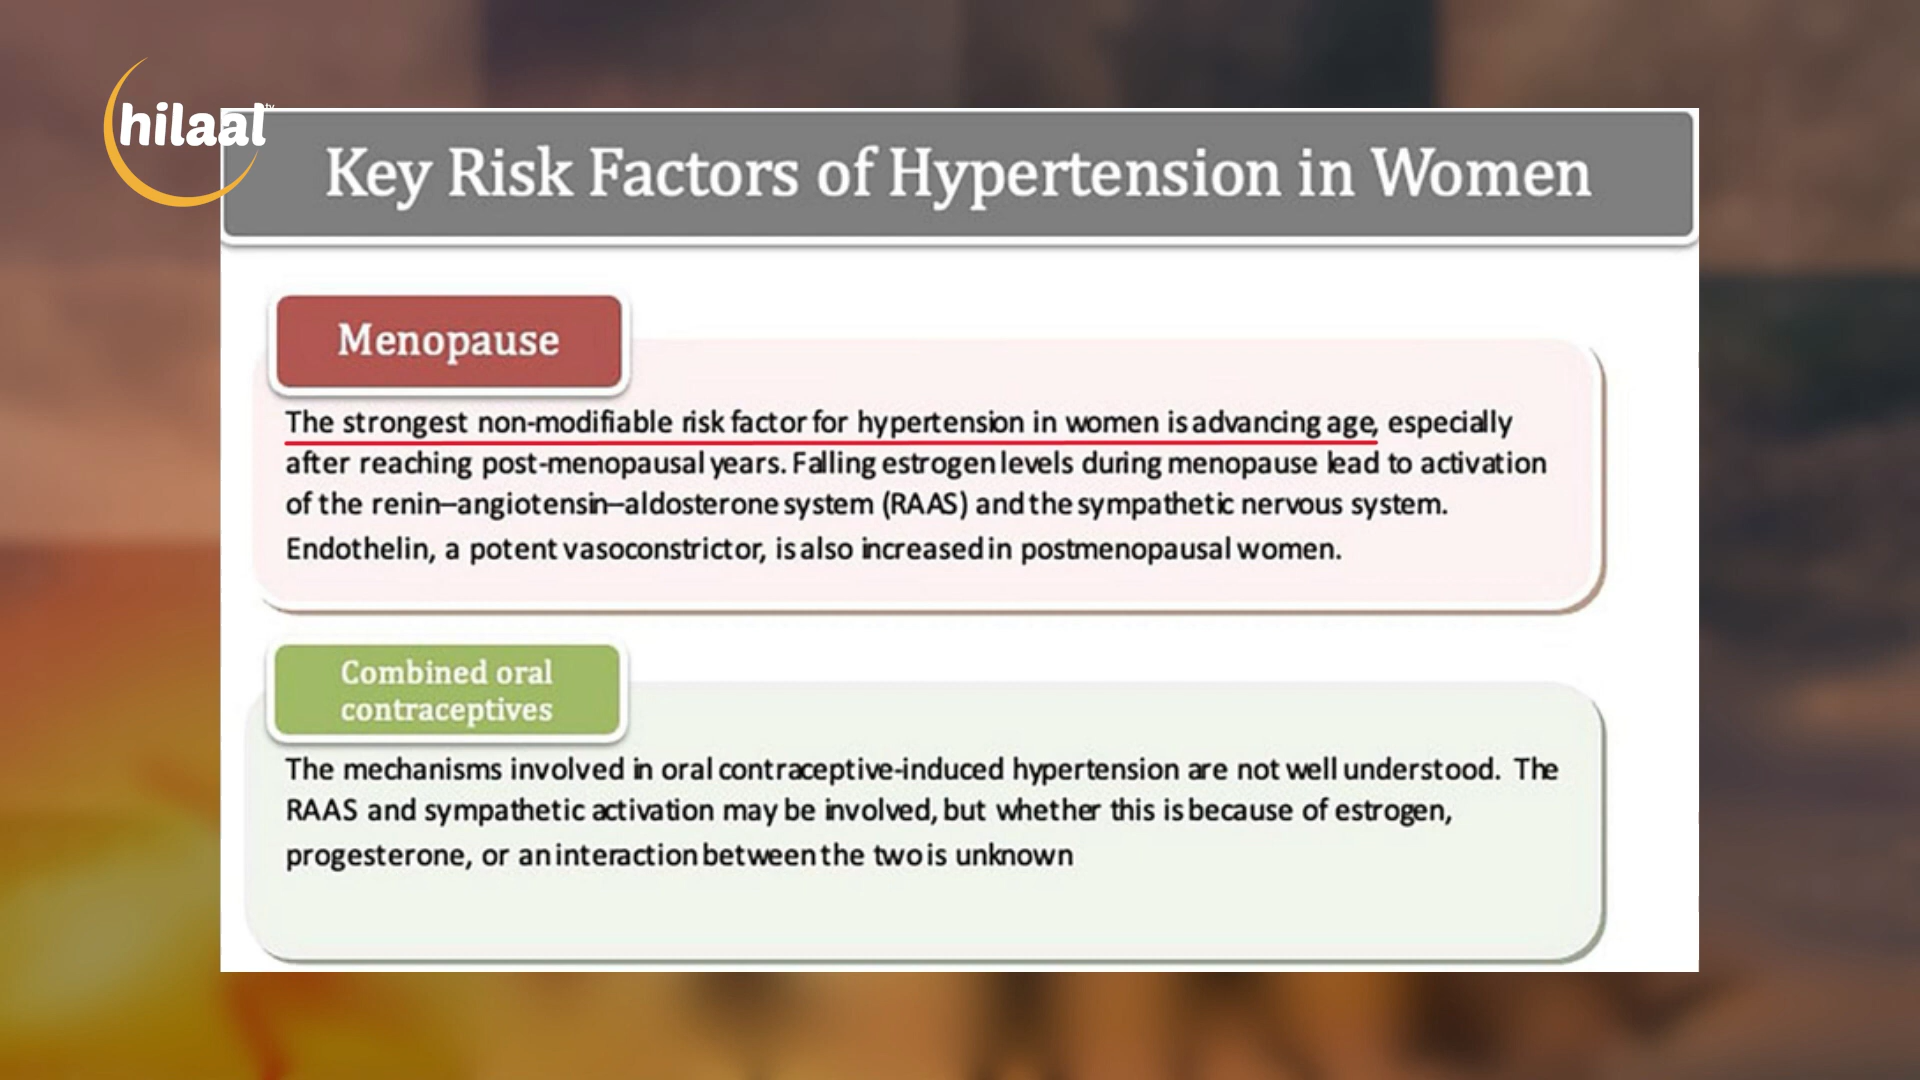 hilaal tv
Key Risk Factors of Hypertension in Women
Menopause
The strongest non-modifiable risk factor for hypertension in women is advancing age, especially
after reaching post-menopausal years. Falling estrogen levels during menopause lead to activation
of the renin–angiotensin–aldosterone system (RAAS) and the sympathetic nervous system.
Endothelin, a potent vasoconstrictor, is also increased in postmenopausal women.
Combined oral
contraceptives
The mechanisms involved in oral contraceptive-induced hypertension are not well understood. The
RAAS and sympathetic activation may be involved, but whether this is because of estrogen,
progesterone, or an interaction between the two is unknown